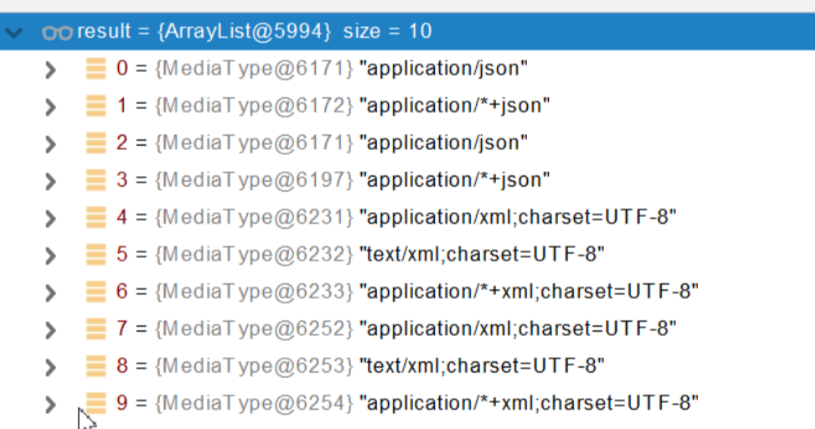 result = {ArrayList@5994} size = 10
0 = {MediaType@6171} "application/json"
1 = {MediaType@6172} "application/*+json"
2 = {MediaType@6171} "application/json"
3 = {MediaType@6197} "application/*+json"
4 = {MediaType@6231} "application/xml;charset=UTF-8"
5 = {MediaType@6232} "text/xml;charset=UTF-8"
6 = {MediaType@6233} "application/*+xml;charset=UTF-8"
7 = {MediaType@6252} "application/xml;charset=UTF-8"
8 = {MediaType@6253} "text/xml;charset=UTF-8"
9 = {MediaType@6254} "application/*+xml;charset=UTF-8"